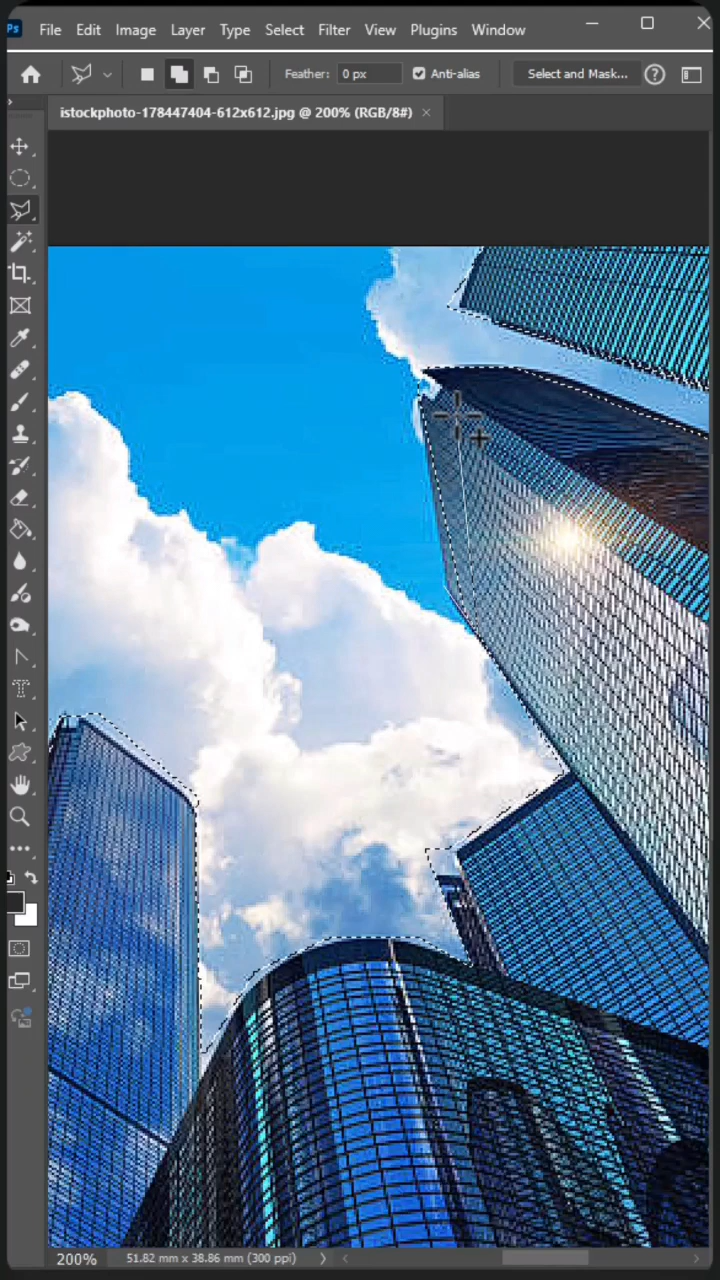 Ps File Edit Image Layer Type Select Filter View Plugins Window
Feather: 0 px Anti-alias Select and Mask...
istockphoto-178447404-612x612.jpg @ 200% (RGB/8#)
200% 51.82 mm x 38.86 mm (300 ppi)